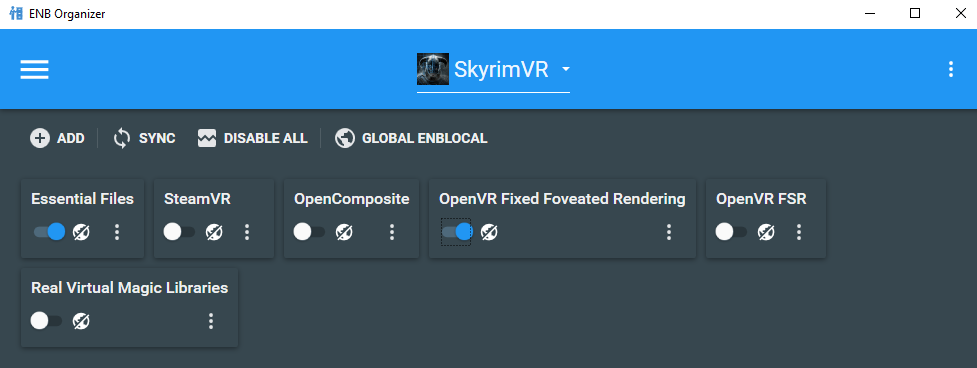 ENB Organizer
SkyrimVR
ADD SYNC DISABLE ALL GLOBAL ENBLOCAL
Essential Files SteamVR OpenComposite OpenVR Fixed Foveated Rendering OpenVR FSR
Real Virtual Magic Libraries